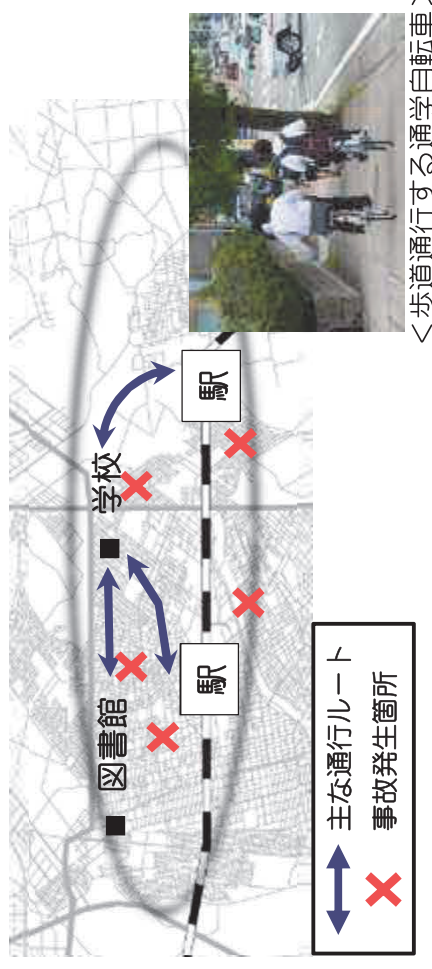 図書館
学校
駅
駅
主な通行ルート
事故発生箇所
＜歩道通行する通学自転車＞